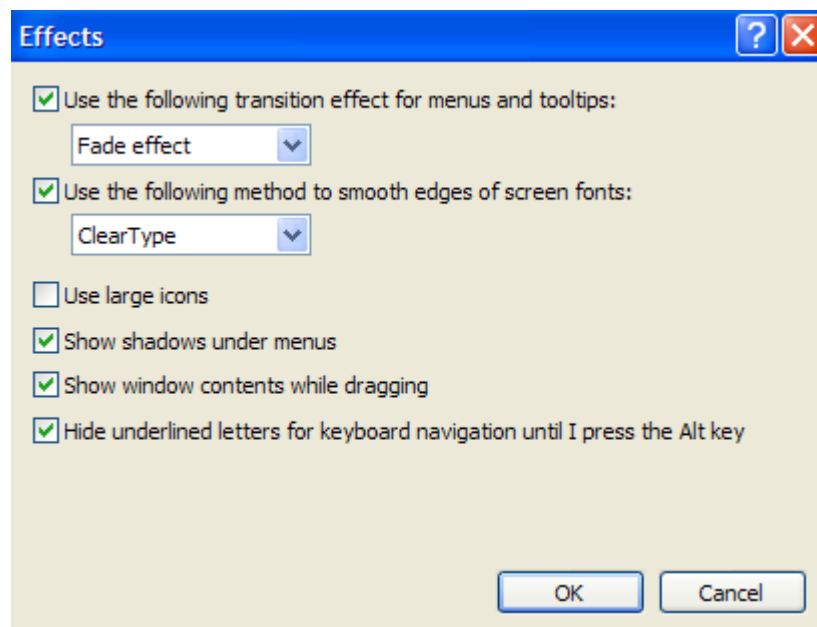 Effects
Use the following transition effect for menus and tooltips:
Fade effect
Use the following method to smooth edges of screen fonts:
ClearType
Use large icons
Show shadows under menus
Show window contents while dragging
Hide underlined letters for keyboard navigation until I press the Alt key
OK Cancel